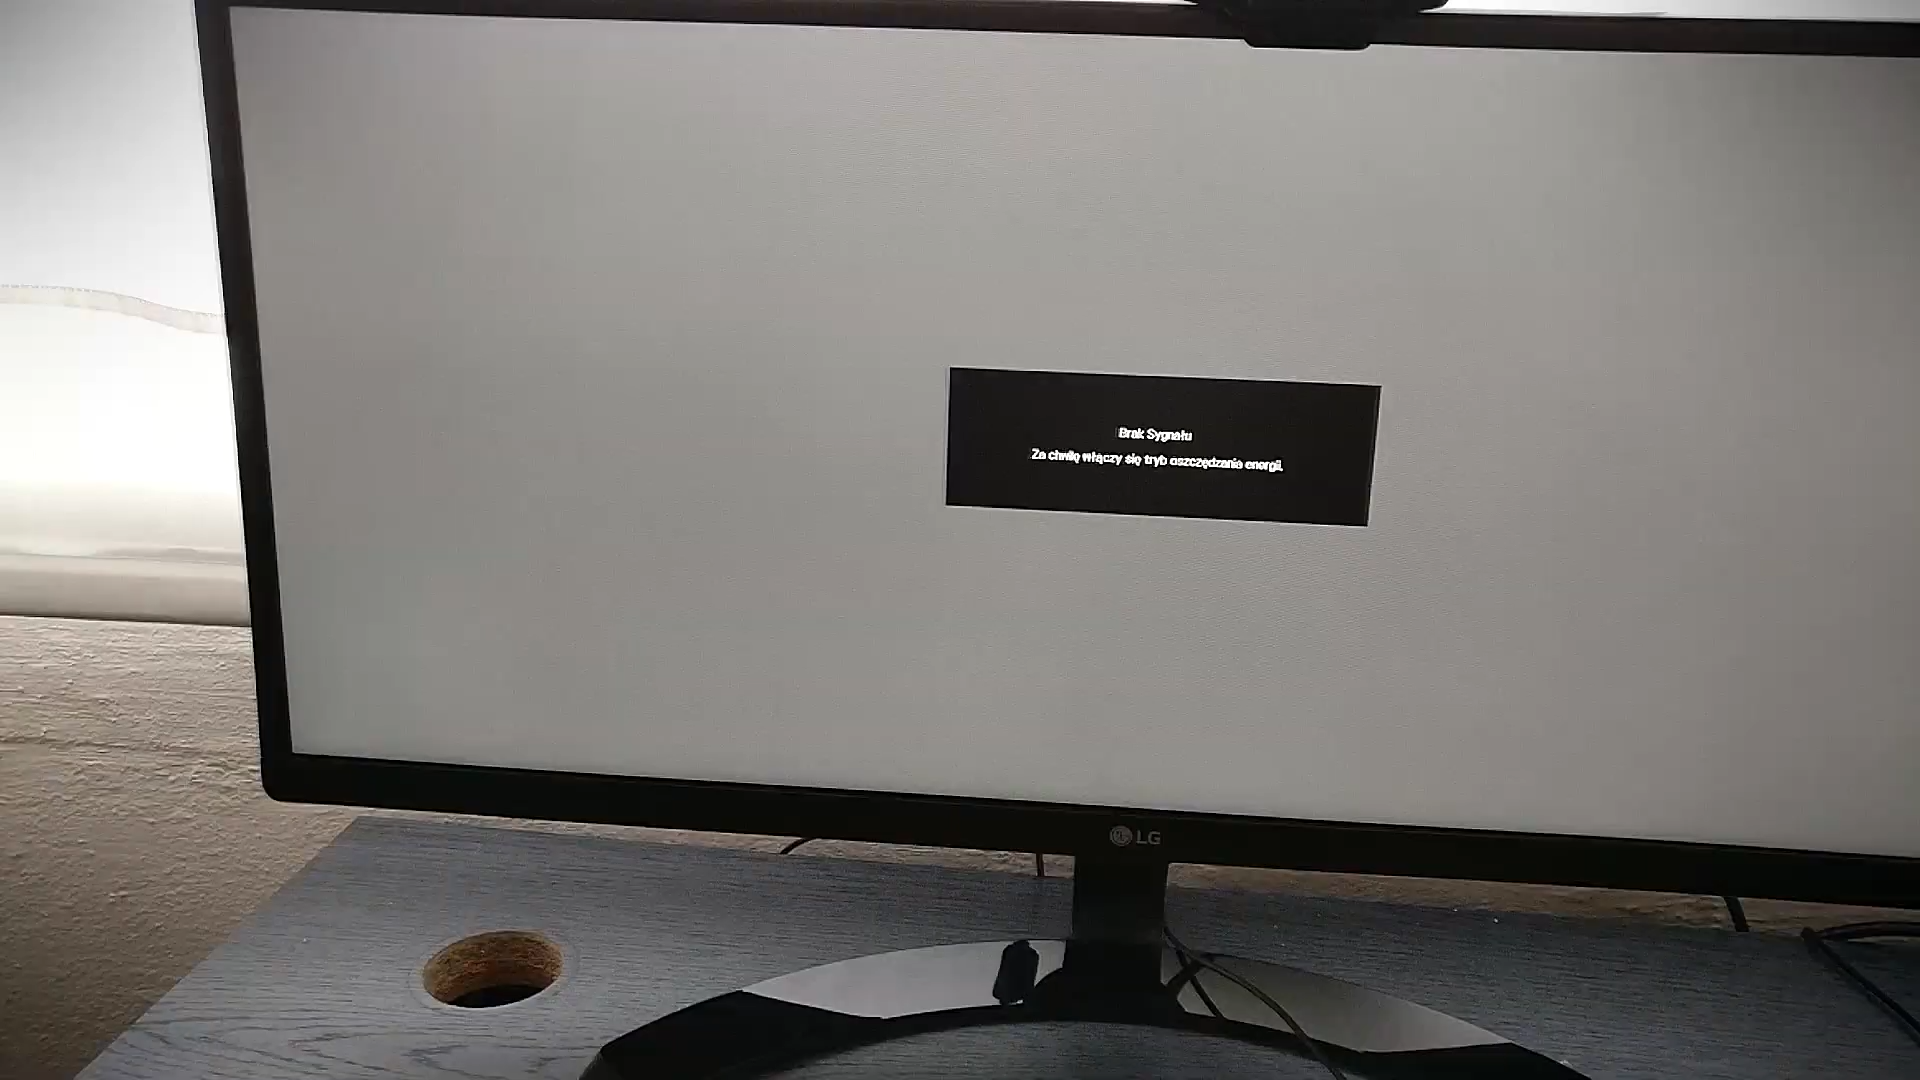 Brak Sygnału
Za chwilę włączy się tryb oszczędzania energii.
LG